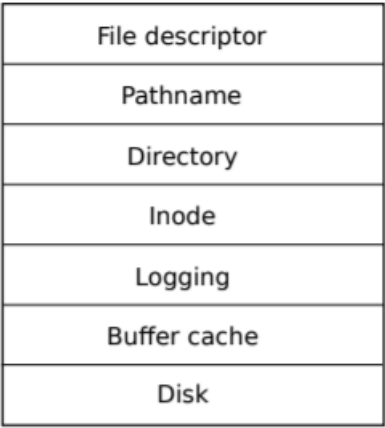 File descriptor
Pathname
Directory
Inode
Logging
Buffer cache
Disk